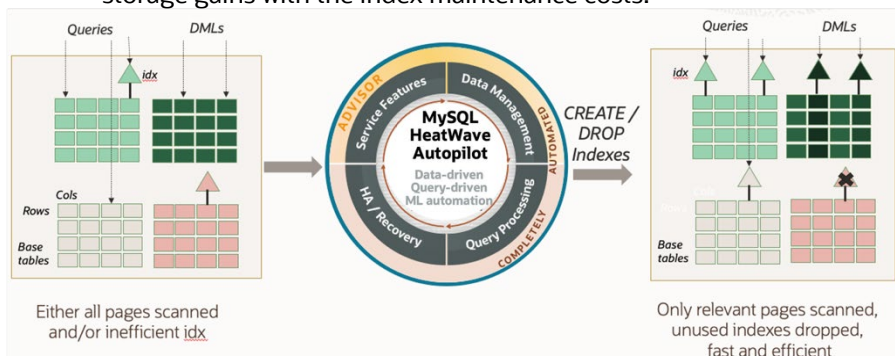 storage gains with the index maintenance costs.
Queries
DMLs
idx
Cols
Rows
Base
tables
Either all pages scanned
and/or inefficient idx
ADVISOR
Service Features
Data Management
AUTOMATED
MySQL
HeatWave
Autopilot
Data-driven
Query-driven
ML automation
HA / Recovery
Query Processing
COMPLETELY
CREATE /
DROP
Indexes
Queries
DMLs
idx
Cols
Rows
Base
tables
Only relevant pages scanned,
unused indexes dropped,
fast and efficient